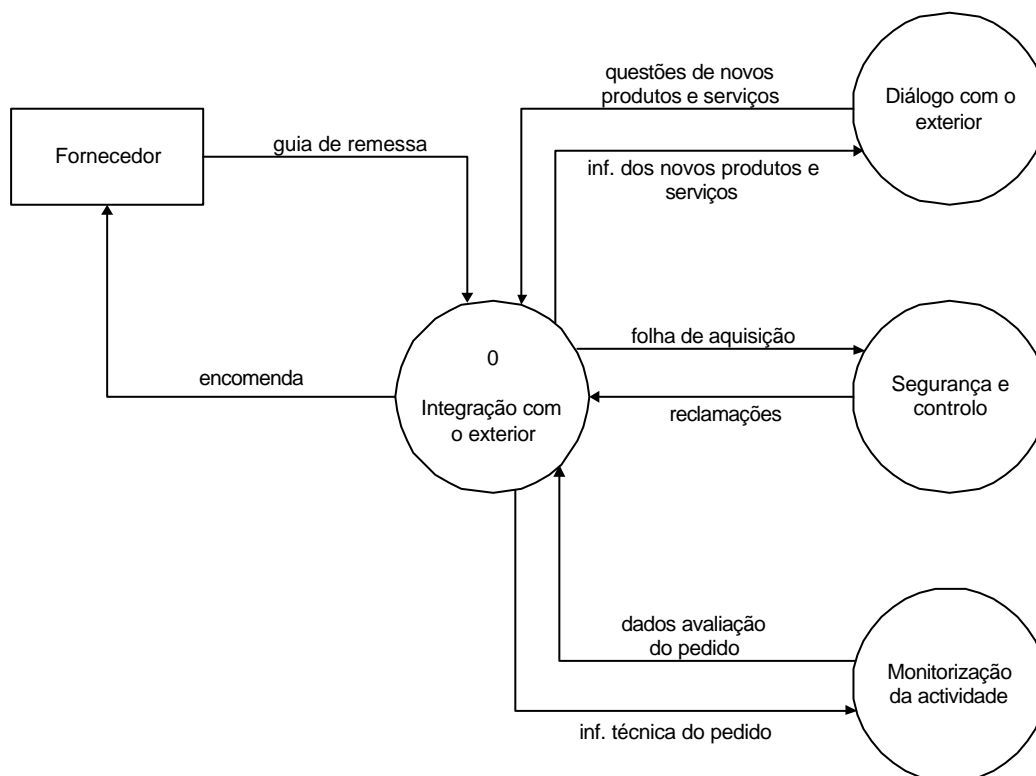 questões de novos
produtos e serviços
Diálogo com o
exterior
Fornecedor
guia de remessa
inf. dos novos produtos e
serviços
0
Integração com
o exterior
folha de aquisição
Segurança e
controlo
encomenda
reclamações
dados avaliação
do pedido
Monitorização
da actividade
inf. técnica do pedido